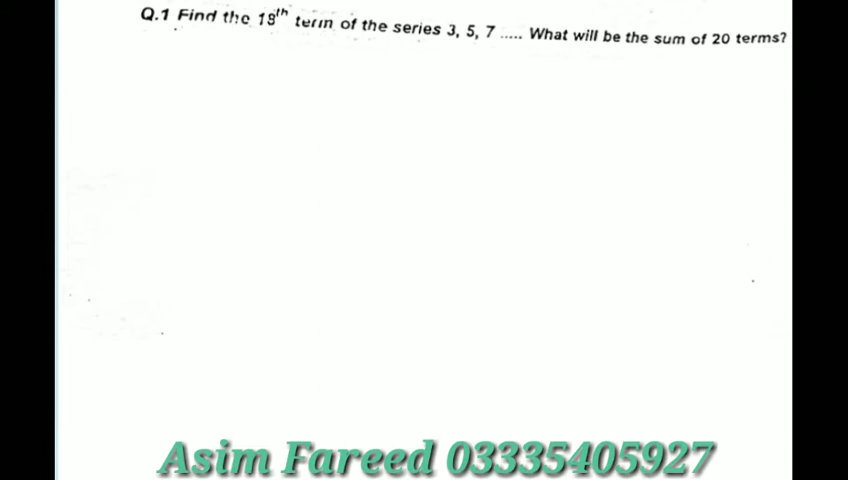 Q.1 Find the 18th term of the series 3, 5, 7 ..... What will be the sum of 20 terms?
Asim Fareed 03335405927